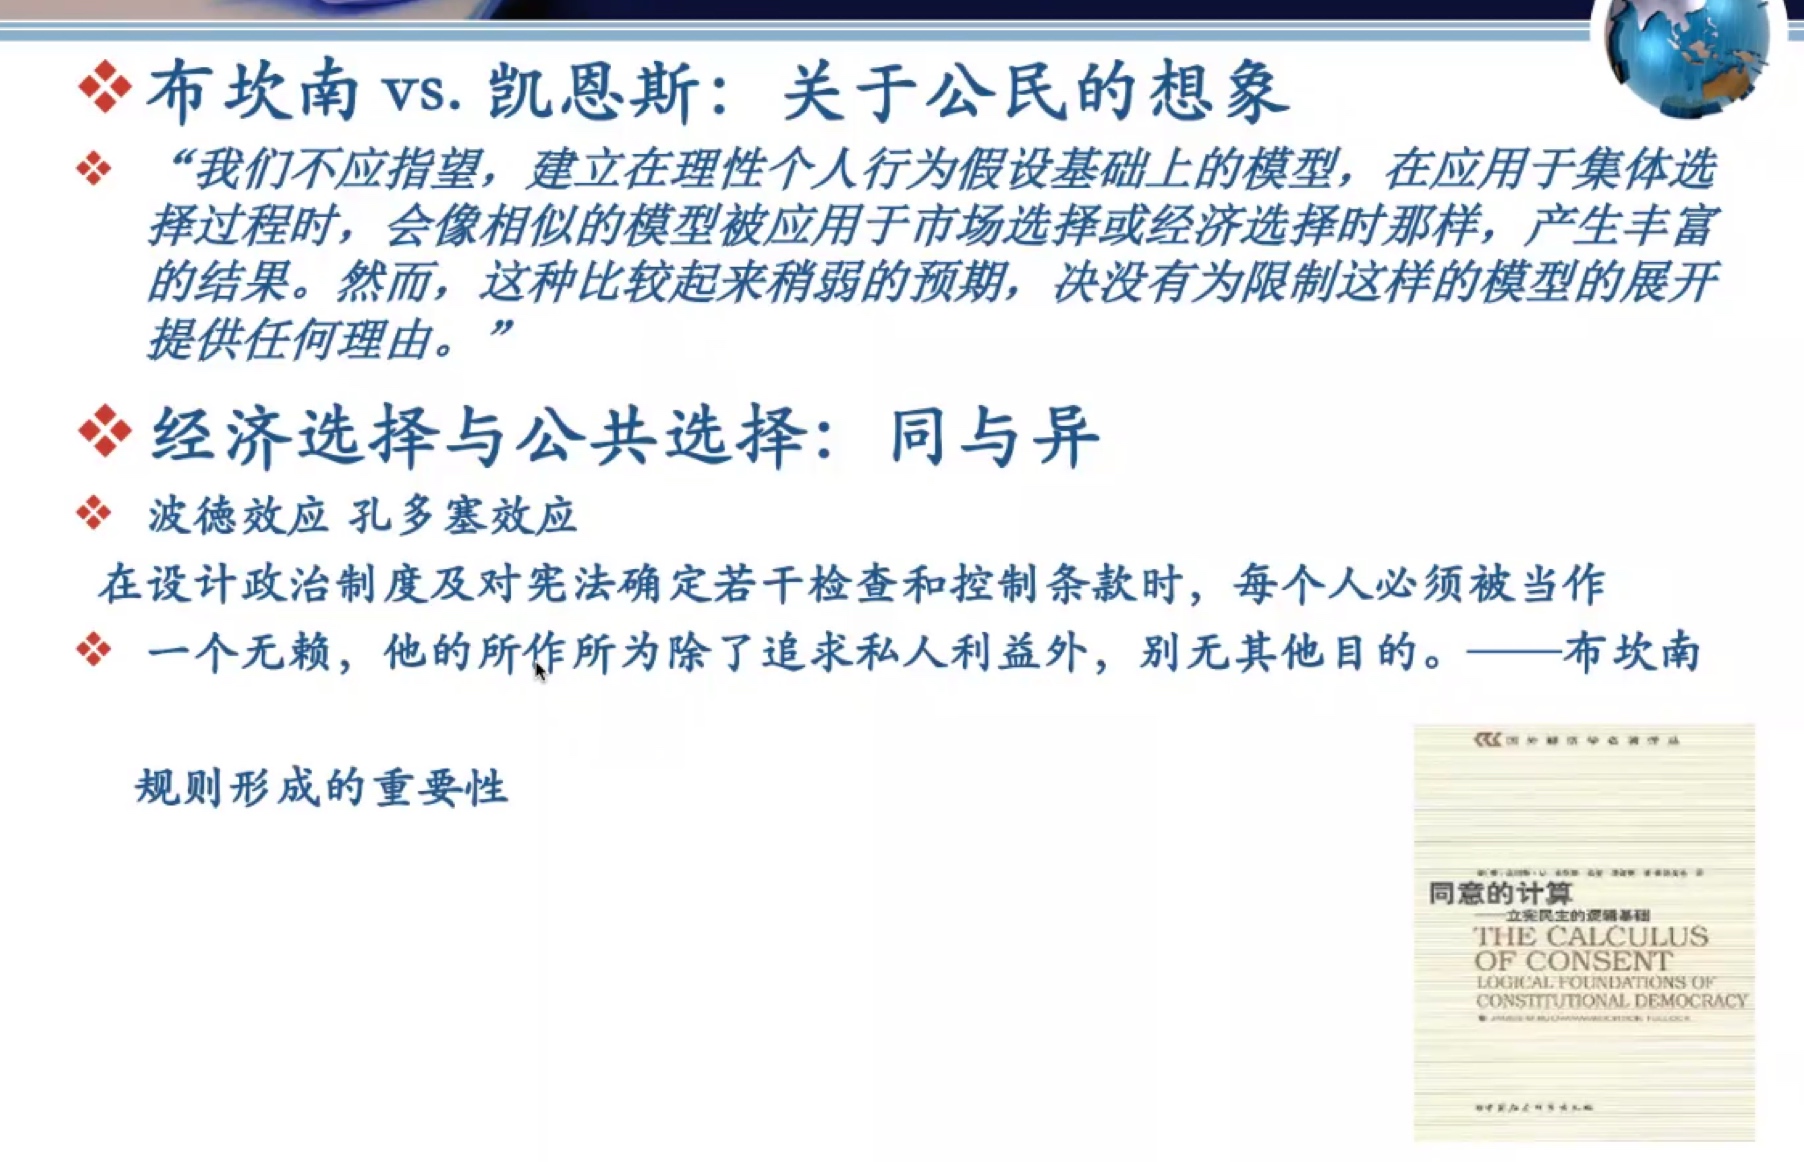 布坎南 vs. 凯恩斯：关于公民的想象
“我们不应指望，建立在理性个人行为假设基础上的模型，在应用于集体选
择过程时，会像相似的模型被应用于市场选择或经济选择时那样，产生丰富
的结果。然而，这种比较起来稍弱的预期，决没有为限制这样的模型的展开
提供任何理由。”
经济选择与公共选择：同与异
波德效应 孔多塞效应
在设计政治制度及对宪法确定若干检查和控制条款时，每个人必须被当作
一个无赖，他的所作所为除了追求私人利益外，别无其他目的。——布坎南
规则形成的重要性
同意的计算
——立宪民主的逻辑基础
THE CALCULUS
OF CONSENT
LOGICAL FOUNDATIONS OF
CONSTITUTIONAL DEMOCRACY